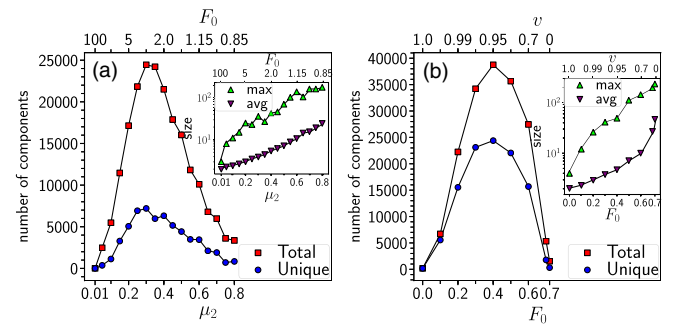 F₀
100 5 2.0 1.15 0.85
(a)
number of components
25000
20000
15000
10000
5000
0
0.01 0.2 0.4 0.6 0.8
μ₂
Total
Unique
F₀
100 5 2.0 1.15 0.85
max
avg
size
10²
10¹
0.01 0.2 0.4 0.6 0.8
μ₂
v
1.0 0.99 0.95 0.7 0
(b)
number of components
40000
35000
30000
25000
20000
15000
10000
5000
0
0.0 0.2 0.4 0.6 0.7
F₀
Total
Unique
v
1.0 0.99 0.95 0.7 0
max
avg
size
10²
10¹
0.0 0.2 0.4 0.6 0.7
F₀